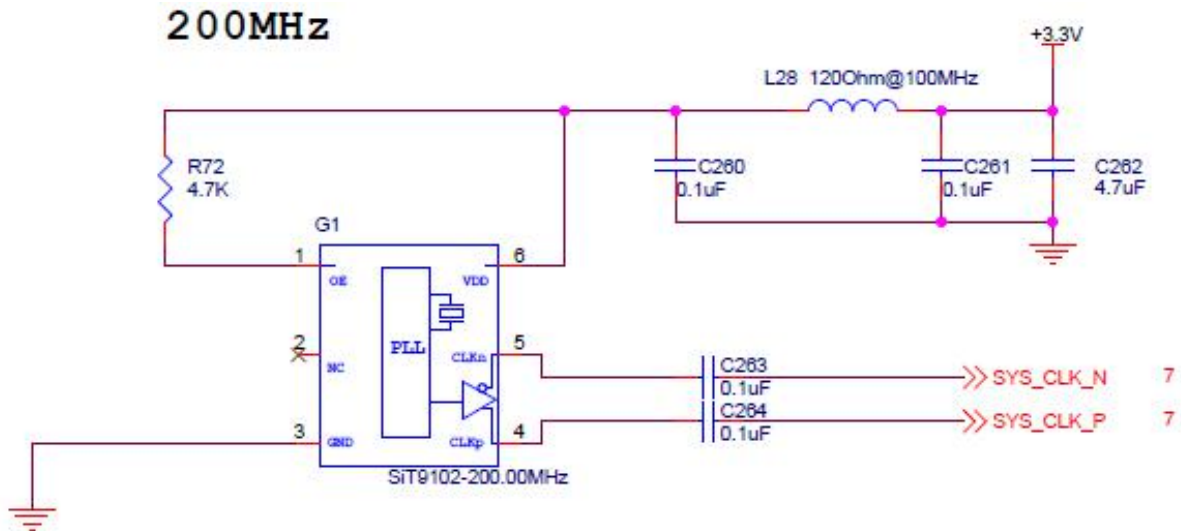 200MHz
+3.3V
L28 120Ohm@100MHz
R72
4.7K
C260
0.1uF
C261
0.1uF
C262
4.7uF
G1
1
6
OE
VDD
2
5
PLL
CLKn
NC
C263
0.1uF
SYS_CLK_N 7
C264
0.1uF
SYS_CLK_P 7
3
4
GND
CLKp
SiT9102-200.00MHz